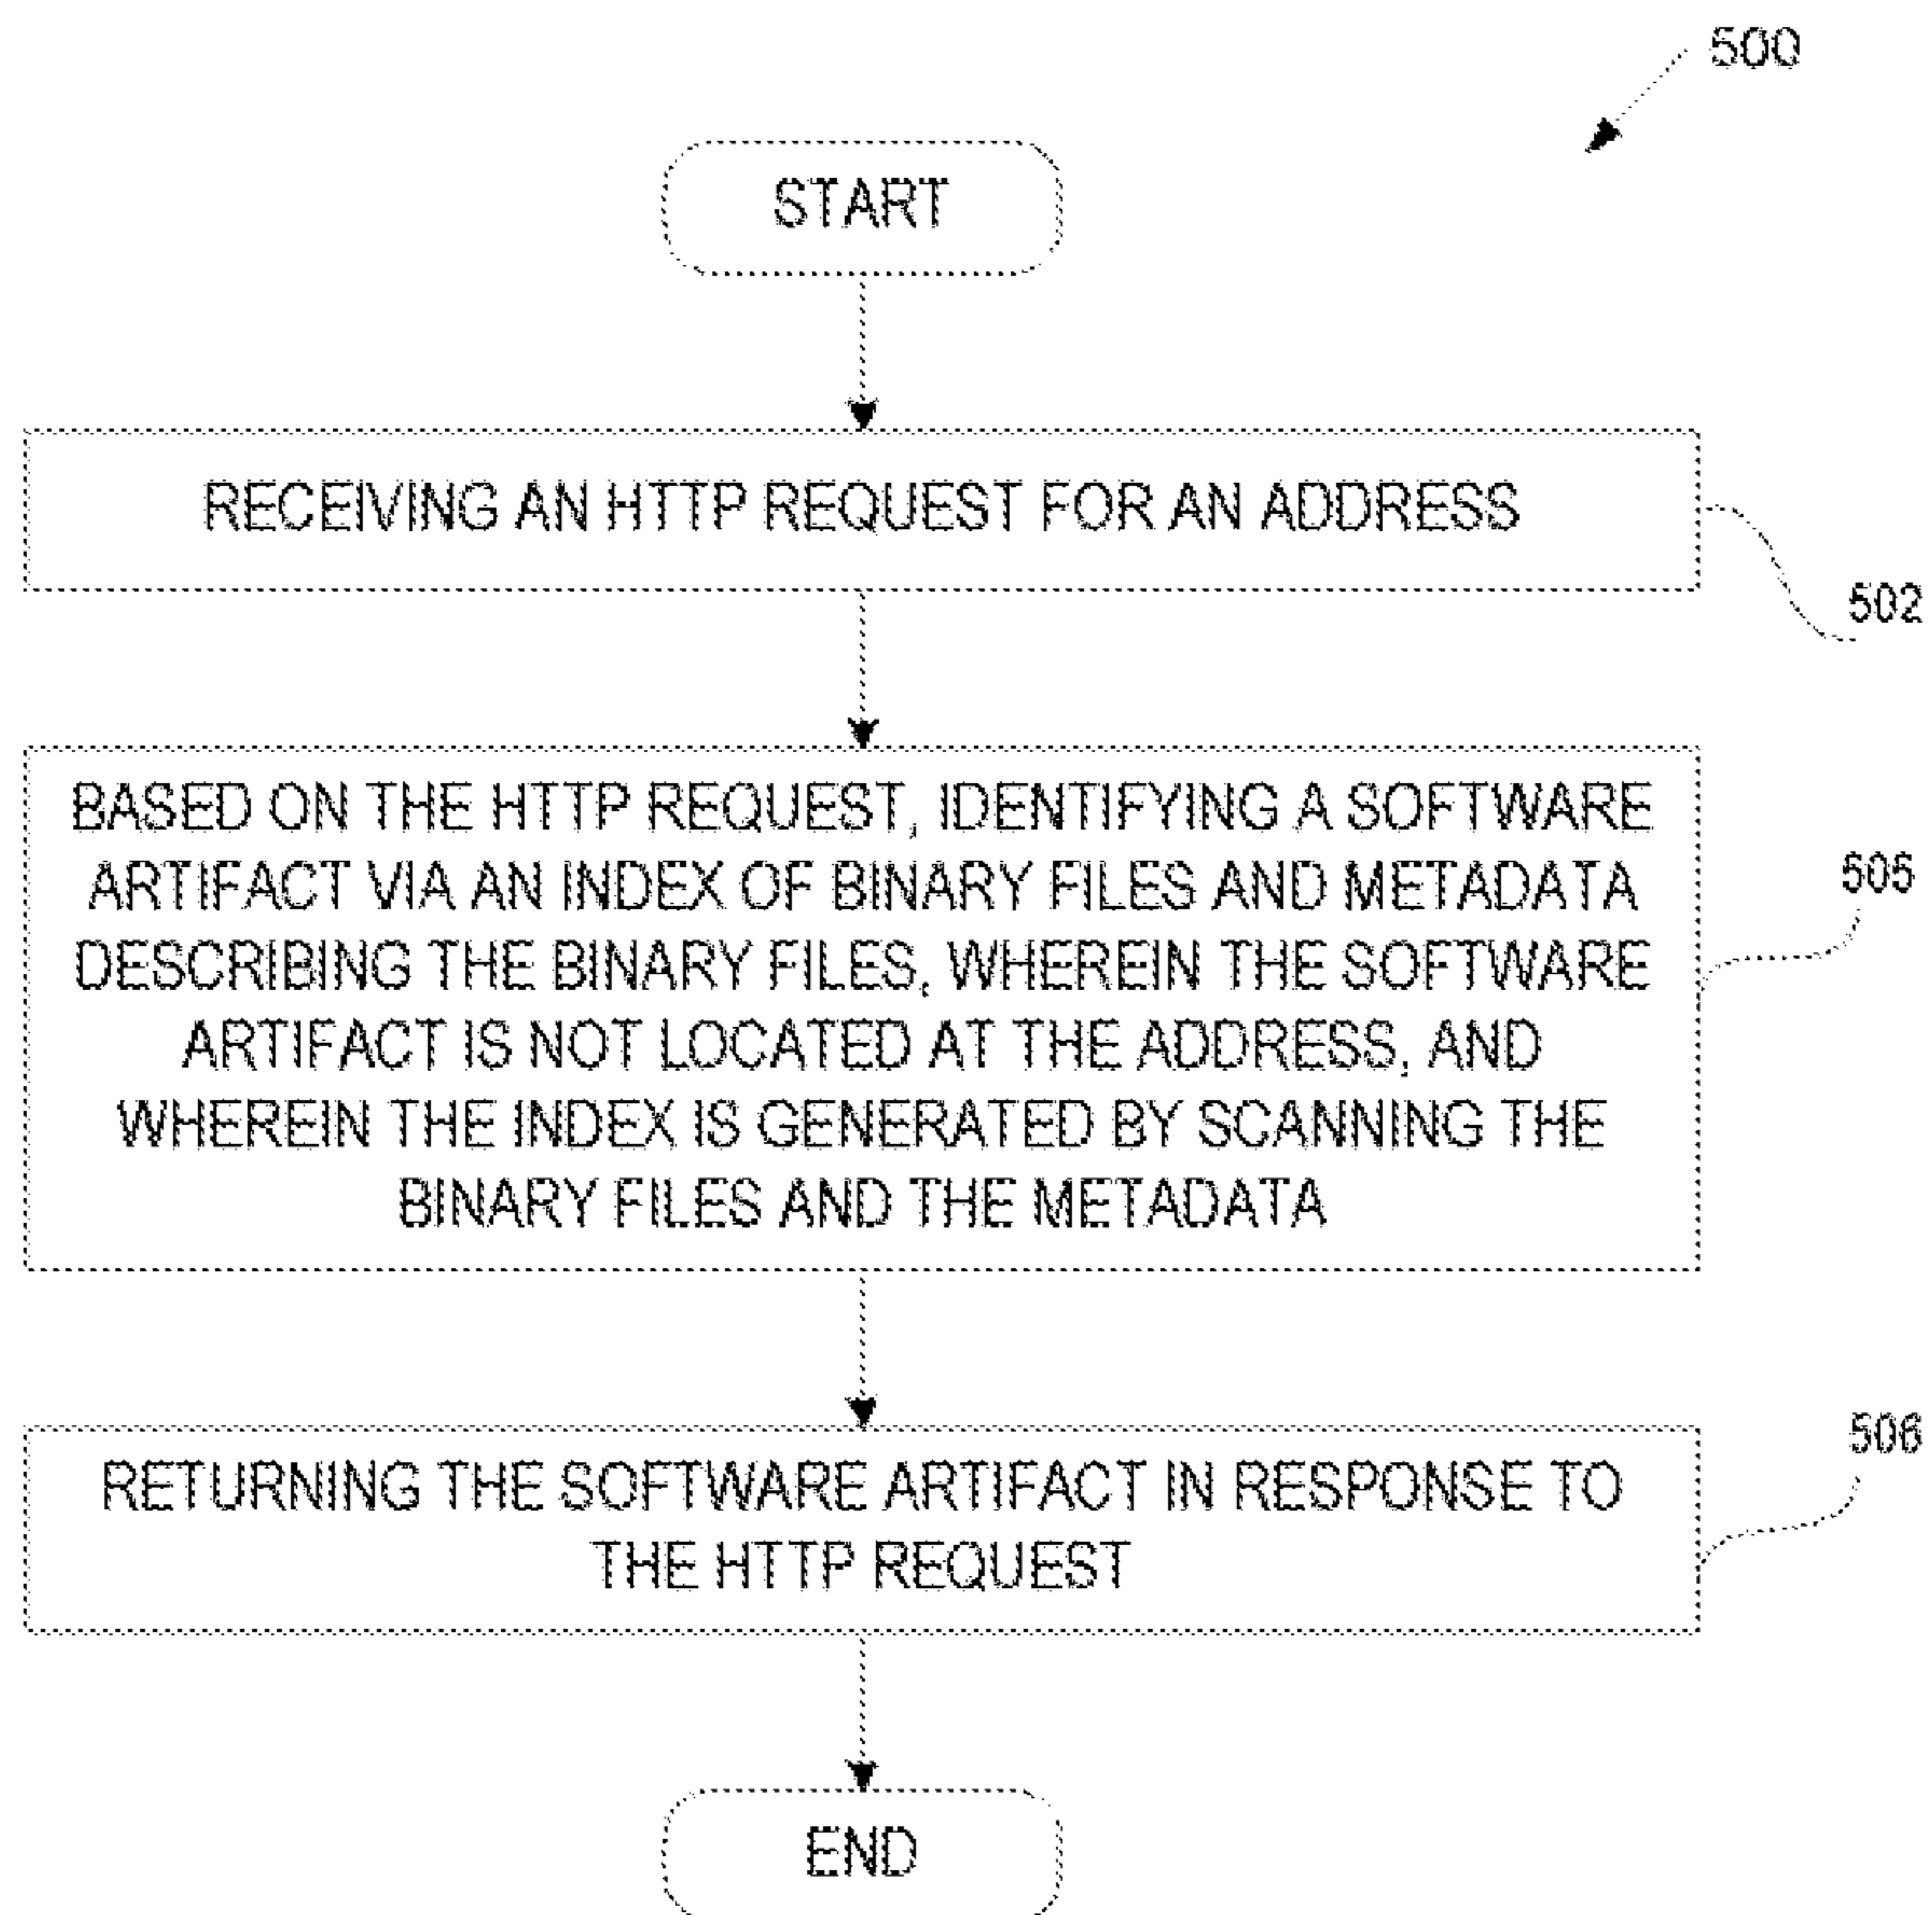 500
START
RECEIVING AN HTTP REQUEST FOR AN ADDRESS
502
BASED ON THE HTTP REQUEST, IDENTIFYING A SOFTWARE
ARTIFACT VIA AN INDEX OF BINARY FILES AND METADATA
DESCRIBING THE BINARY FILES, WHEREIN THE SOFTWARE
ARTIFACT IS NOT LOCATED AT THE ADDRESS, AND
WHEREIN THE INDEX IS GENERATED BY SCANNING THE
BINARY FILES AND THE METADATA
505
RETURNING THE SOFTWARE ARTIFACT IN RESPONSE TO
THE HTTP REQUEST
506
END